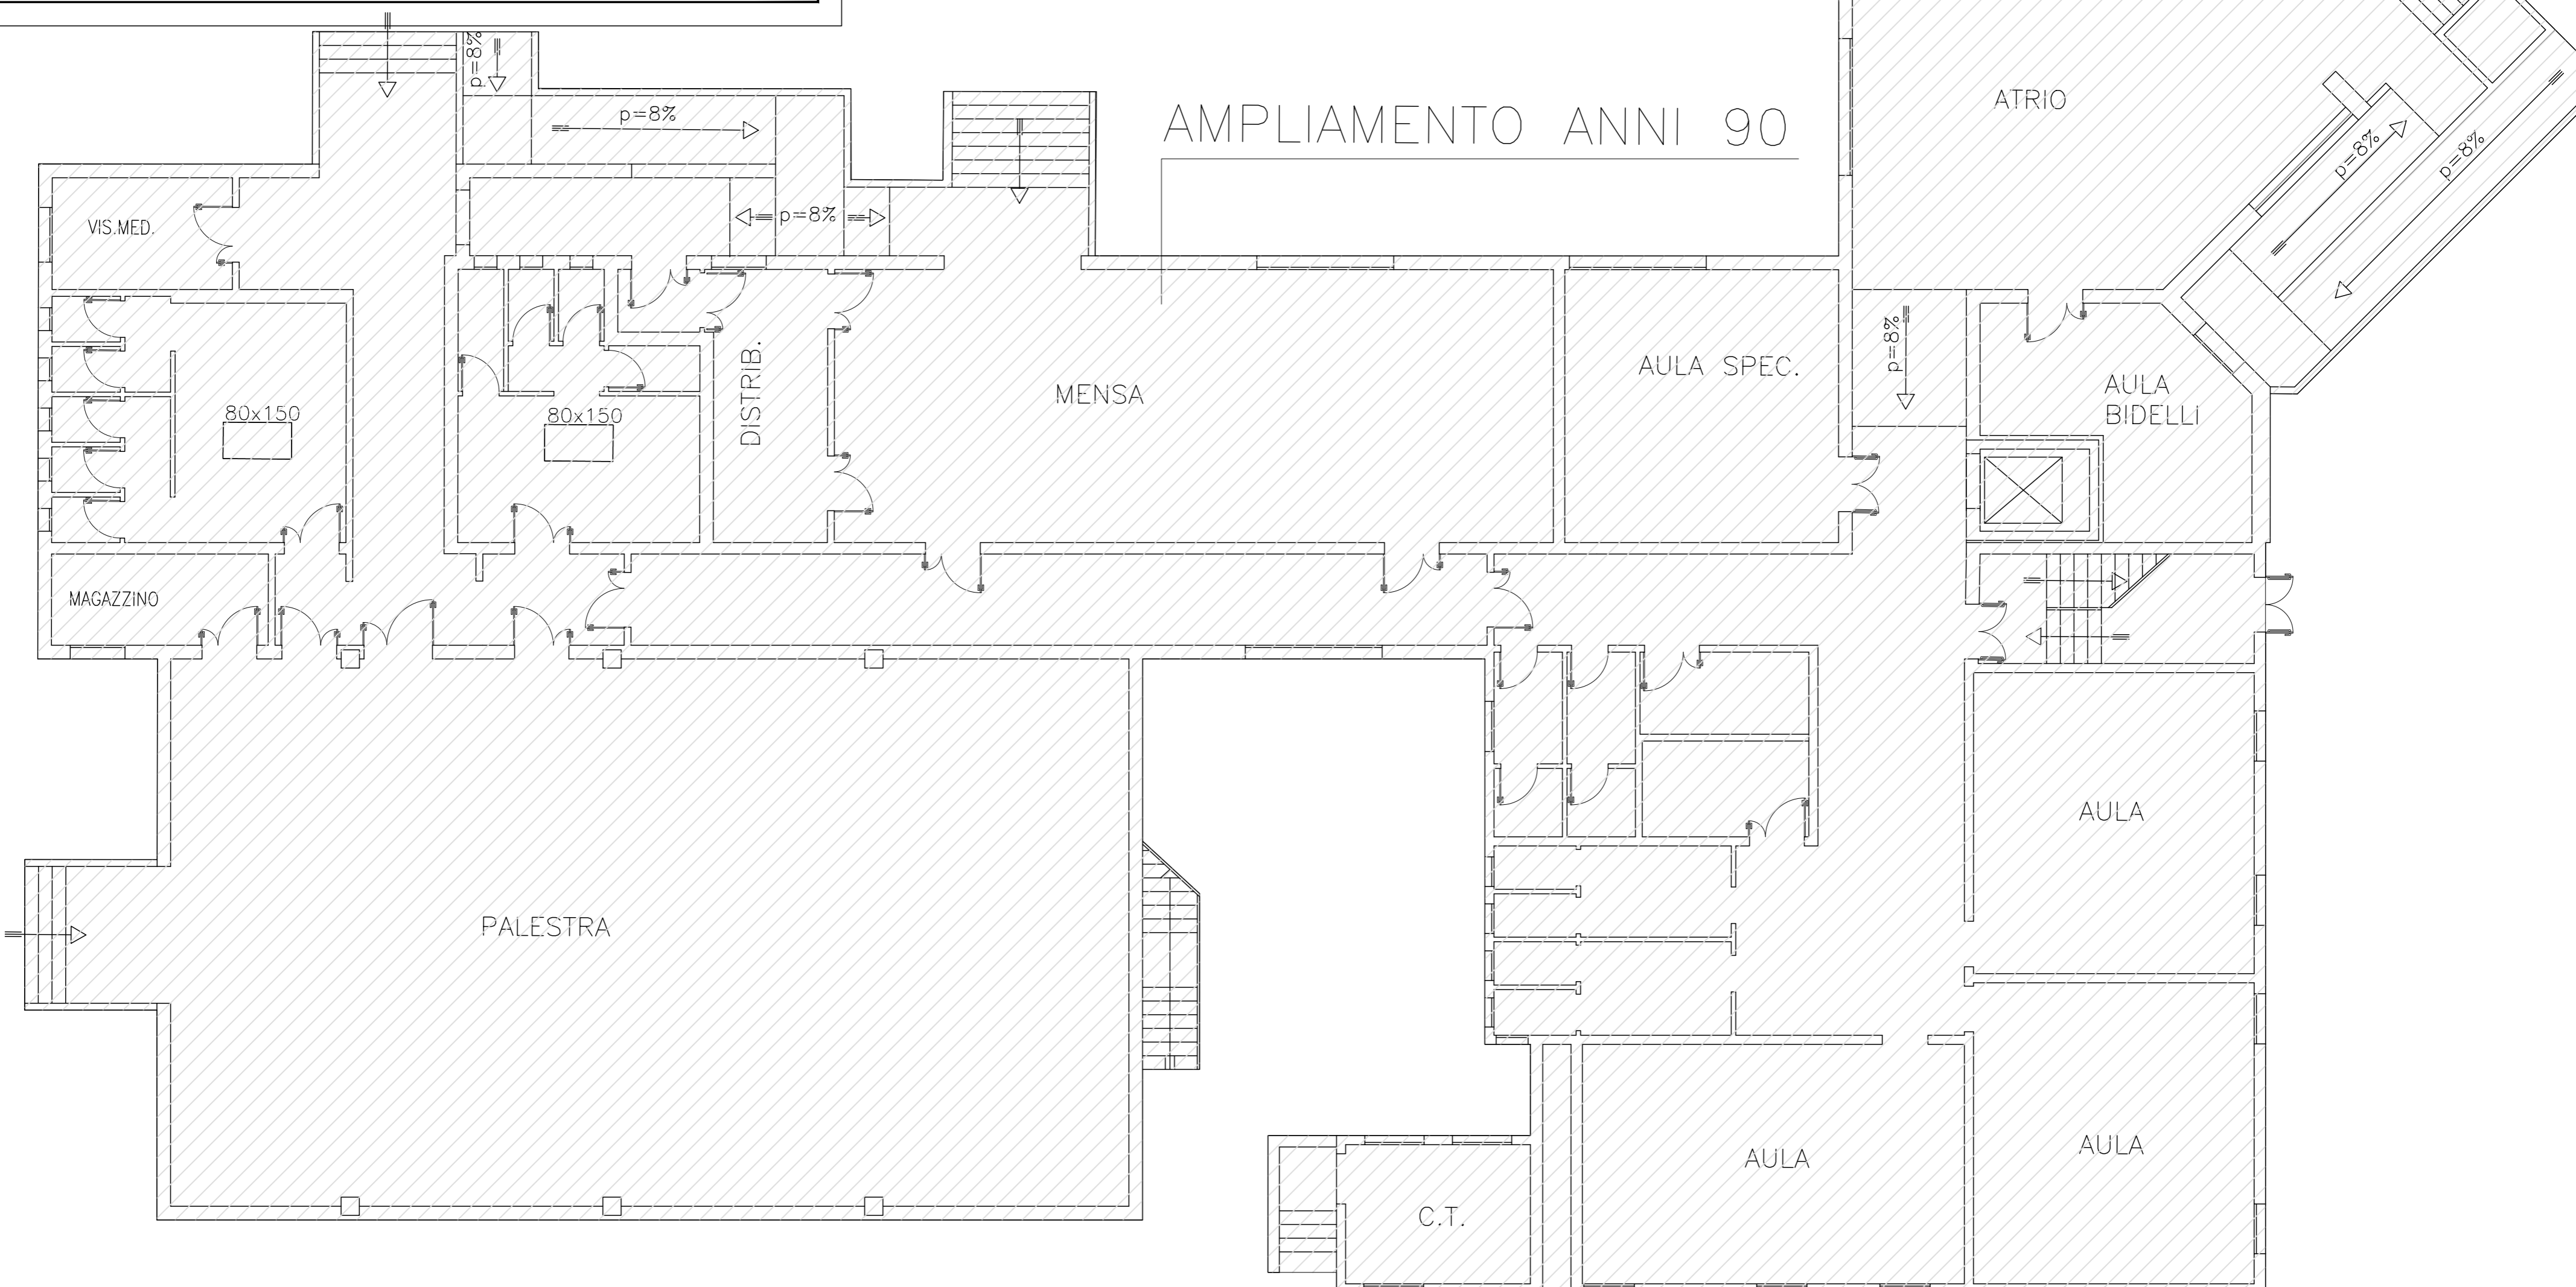 p=8%
p=8%
AMPLIAMENTO ANNI 90
ATRIO
p=8%
p=8%
VIS.MED.
p=8%
p=8%
DISTRIB.
MENSA
AULA SPEC.
AULA
BIDELLI
80x150
80x150
MAGAZZINO
AULA
PALESTRA
AULA
AULA
C.T.